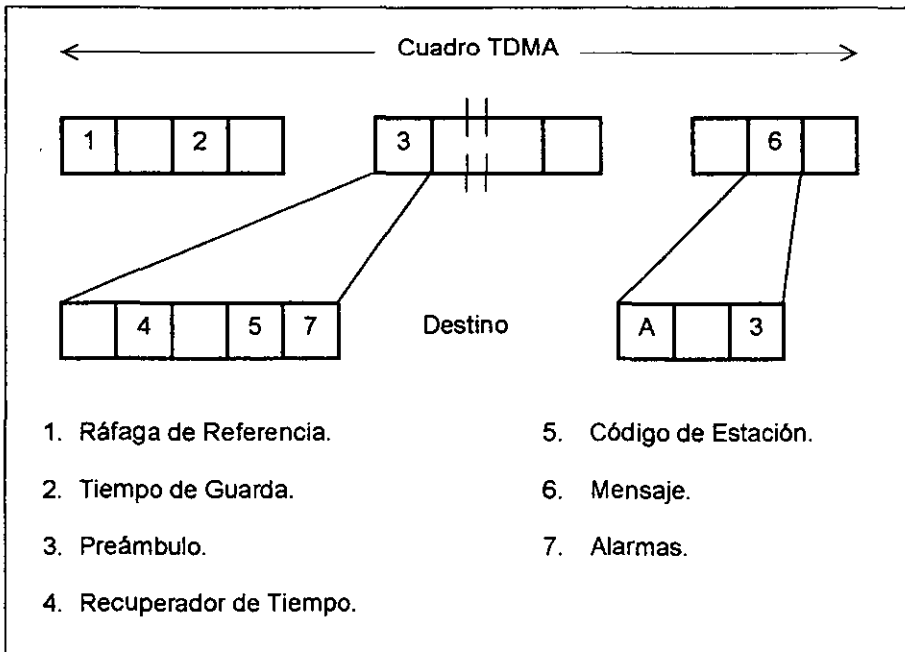 Cuadro TDMA
1 2 3 6
4 5 7 Destino A 3
1. Ráfaga de Referencia.
2. Tiempo de Guarda.
3. Preámbulo.
4. Recuperador de Tiempo.
5. Código de Estación.
6. Mensaje.
7. Alarmas.